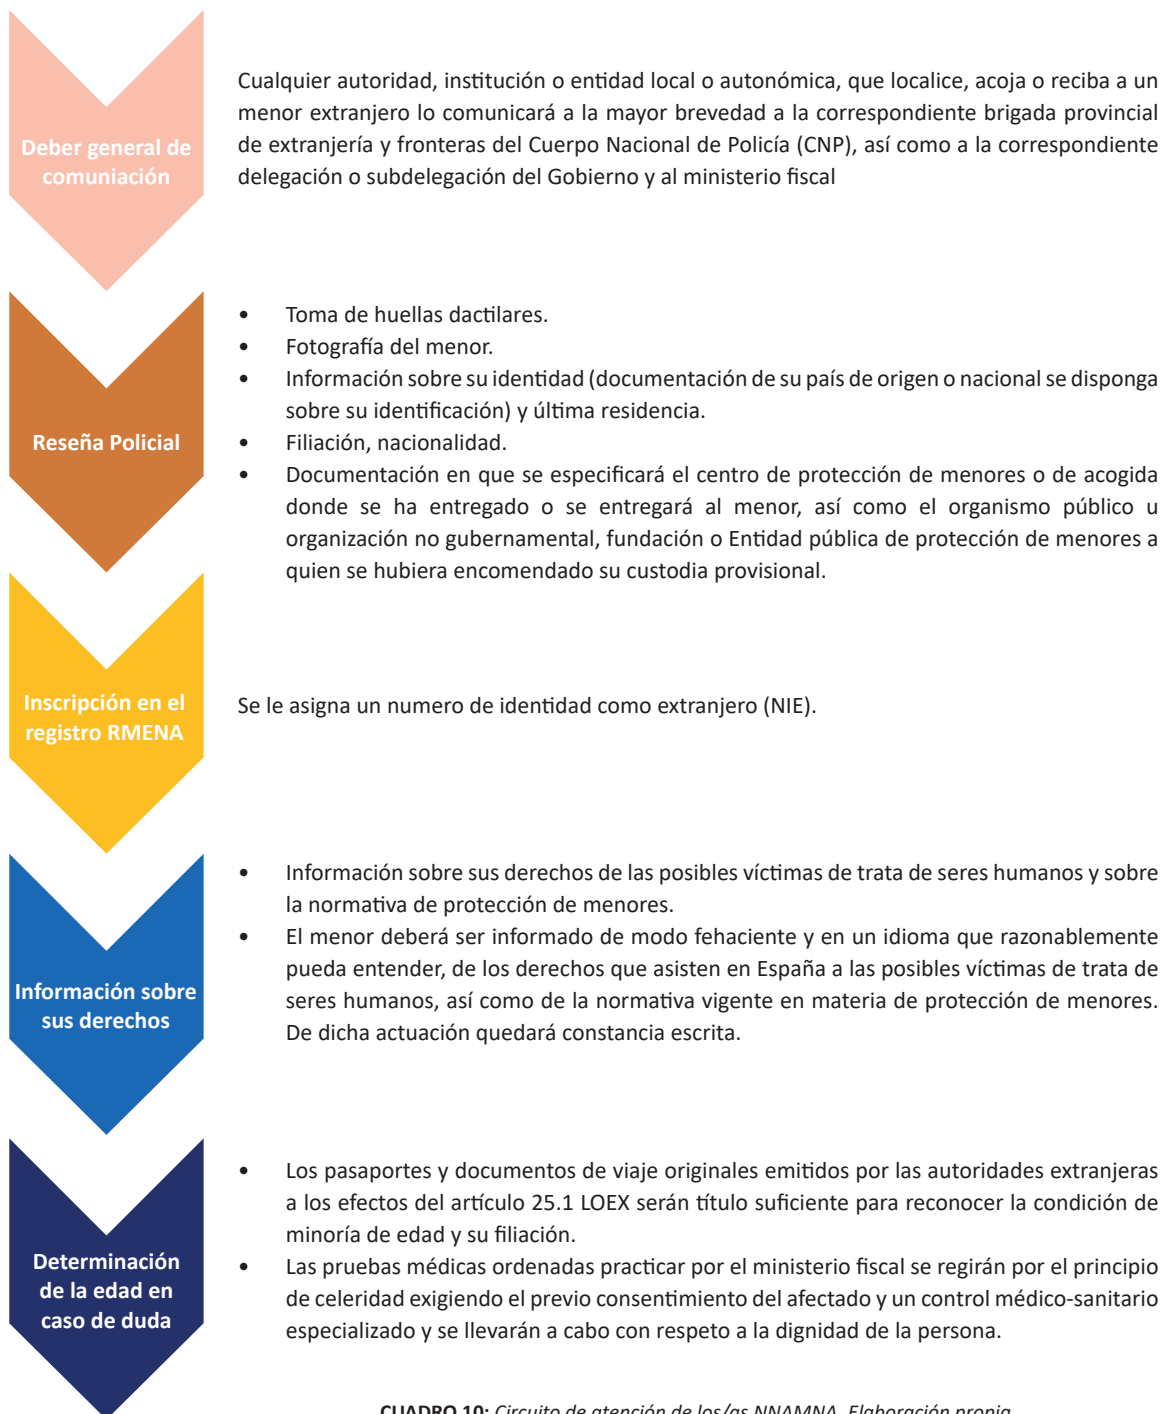 Deber general de
comuniación
Cualquier autoridad, institución o entidad local o autonómica, que localice, acoja o reciba a un
menor extranjero lo comunicará a la mayor brevedad a la correspondiente brigada provincial
de extranjería y fronteras del Cuerpo Nacional de Policía (CNP), así como a la correspondiente
delegación o subdelegación del Gobierno y al ministerio fiscal
Reseña Policial
• Toma de huellas dactilares.
• Fotografía del menor.
• Información sobre su identidad (documentación de su país de origen o nacional se disponga
sobre su identificación) y última residencia.
• Filiación, nacionalidad.
• Documentación en que se especificará el centro de protección de menores o de acogida
donde se ha entregado o se entregará al menor, así como el organismo público u
organización no gubernamental, fundación o Entidad pública de protección de menores a
quien se hubiera encomendado su custodia provisional.
Inscripción en el
registro RMENA
Se le asigna un numero de identidad como extranjero (NIE).
Información sobre
sus derechos
• Información sobre sus derechos de las posibles víctimas de trata de seres humanos y sobre
la normativa de protección de menores.
• El menor deberá ser informado de modo fehaciente y en un idioma que razonablemente
pueda entender, de los derechos que asisten en España a las posibles víctimas de trata de
seres humanos, así como de la normativa vigente en materia de protección de menores.
De dicha actuación quedará constancia escrita.
Determinación
de la edad en
caso de duda
• Los pasaportes y documentos de viaje originales emitidos por las autoridades extranjeras
a los efectos del artículo 25.1 LOEX serán título suficiente para reconocer la condición de
minoría de edad y su filiación.
• Las pruebas médicas ordenadas practicar por el ministerio fiscal se regirán por el principio
de celeridad exigiendo el previo consentimiento del afectado y un control médico-sanitario
especializado y se llevarán a cabo con respeto a la dignidad de la persona.
CUADRO 10: Circuito de atención de los/as NNAMNA. Elaboración propia